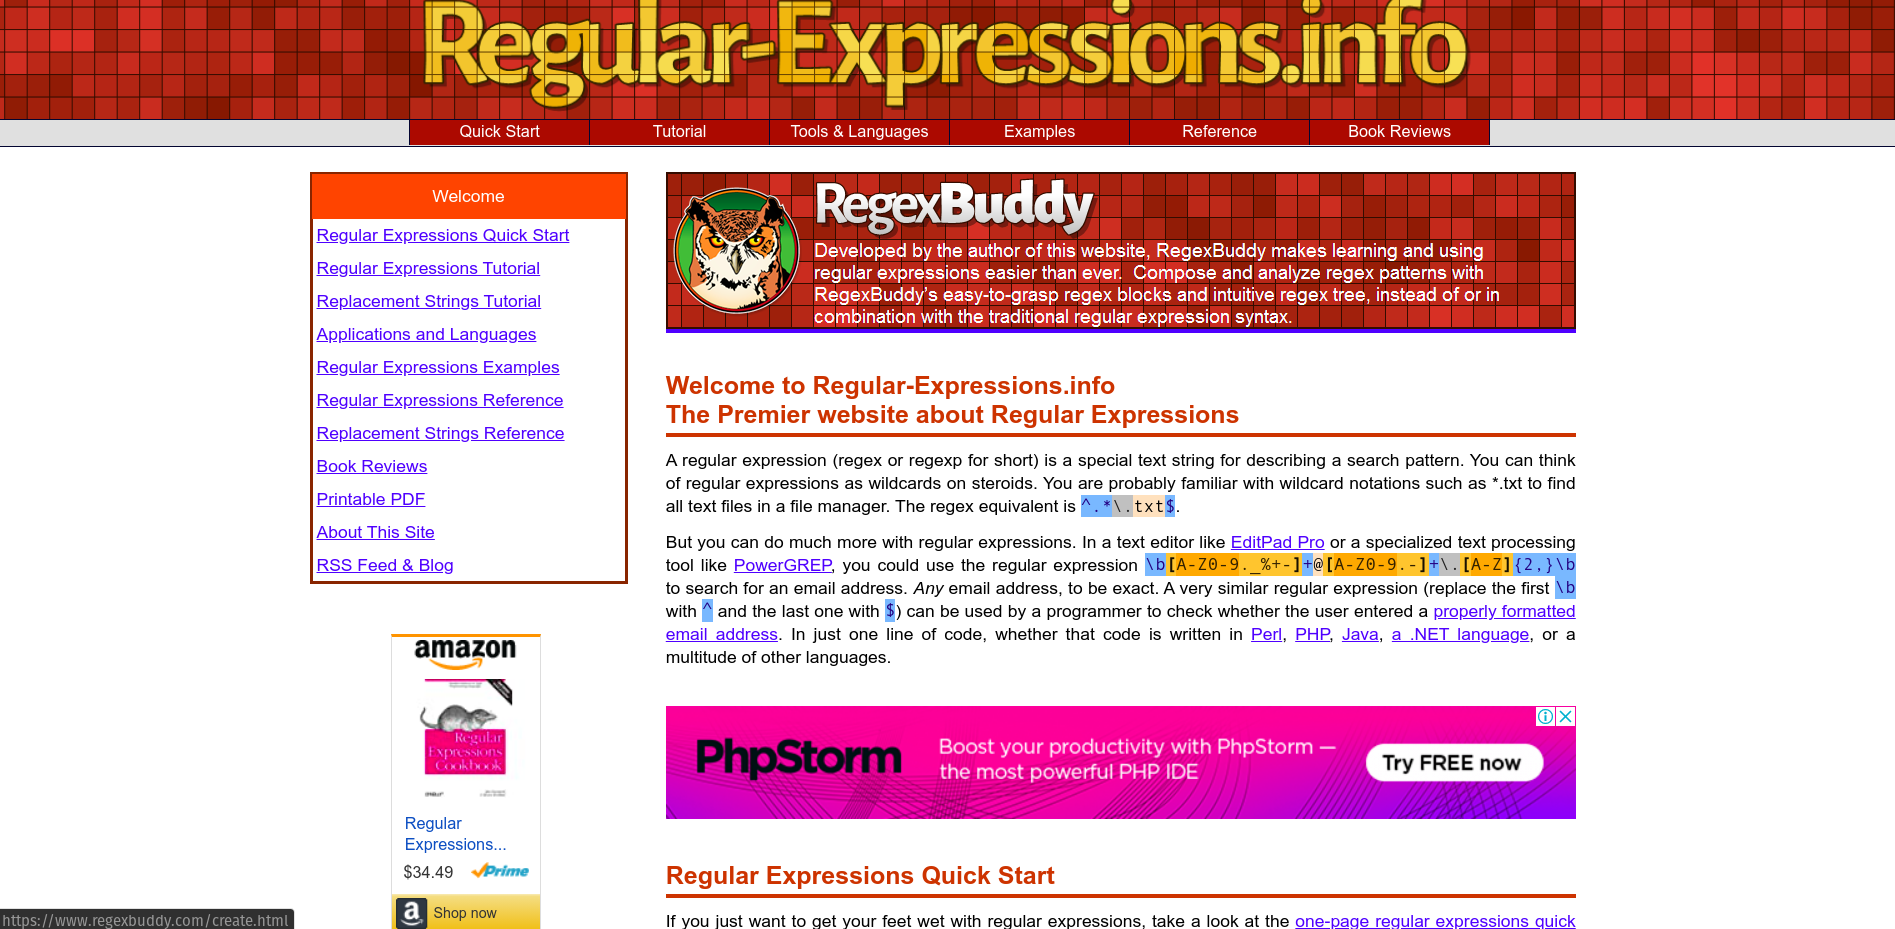 Regular-Expressions.info
Quick Start
Tutorial
Tools & Languages
Examples
Reference
Book Reviews
Welcome
Regular Expressions Quick Start
Regular Expressions Tutorial
Replacement Strings Tutorial
Applications and Languages
Regular Expressions Examples
Regular Expressions Reference
Replacement Strings Reference
Book Reviews
Printable PDF
About This Site
RSS Feed & Blog
amazon
Regular
Expressions
Cookbook
O'REILLY
Regular
Expressions...
$34.49 Prime
Shop now
RegexBuddy
Developed by the author of this website, RegexBuddy makes learning and using
regular expressions easier than ever. Compose and analyze regex patterns with
RegexBuddy's easy-to-grasp regex blocks and intuitive regex tree, instead of or in
combination with the traditional regular expression syntax.
Welcome to Regular-Expressions.info
The Premier website about Regular Expressions
A regular expression (regex or regexp for short) is a special text string for describing a search pattern. You can think
of regular expressions as wildcards on steroids. You are probably familiar with wildcard notations such as *.txt to find
all text files in a file manager. The regex equivalent is ^.*\.txt$.
But you can do much more with regular expressions. In a text editor like EditPad Pro or a specialized text processing
tool like PowerGREP, you could use the regular expression \b[A-Z0-9._%+-]+@[A-Z0-9.-]+\.[A-Z]{2,}\b
to search for an email address. Any email address, to be exact. A very similar regular expression (replace the first \b
with ^ and the last one with $) can be used by a programmer to check whether the user entered a properly formatted
email address. In just one line of code, whether that code is written in Perl, PHP, Java, a .NET language, or a
multitude of other languages.
PhpStorm
Boost your productivity with PhpStorm —
the most powerful PHP IDE
Try FREE now
Regular Expressions Quick Start
If you just want to get your feet wet with regular expressions, take a look at the one-page regular expressions quick
https://www.regexbuddy.com/create.html